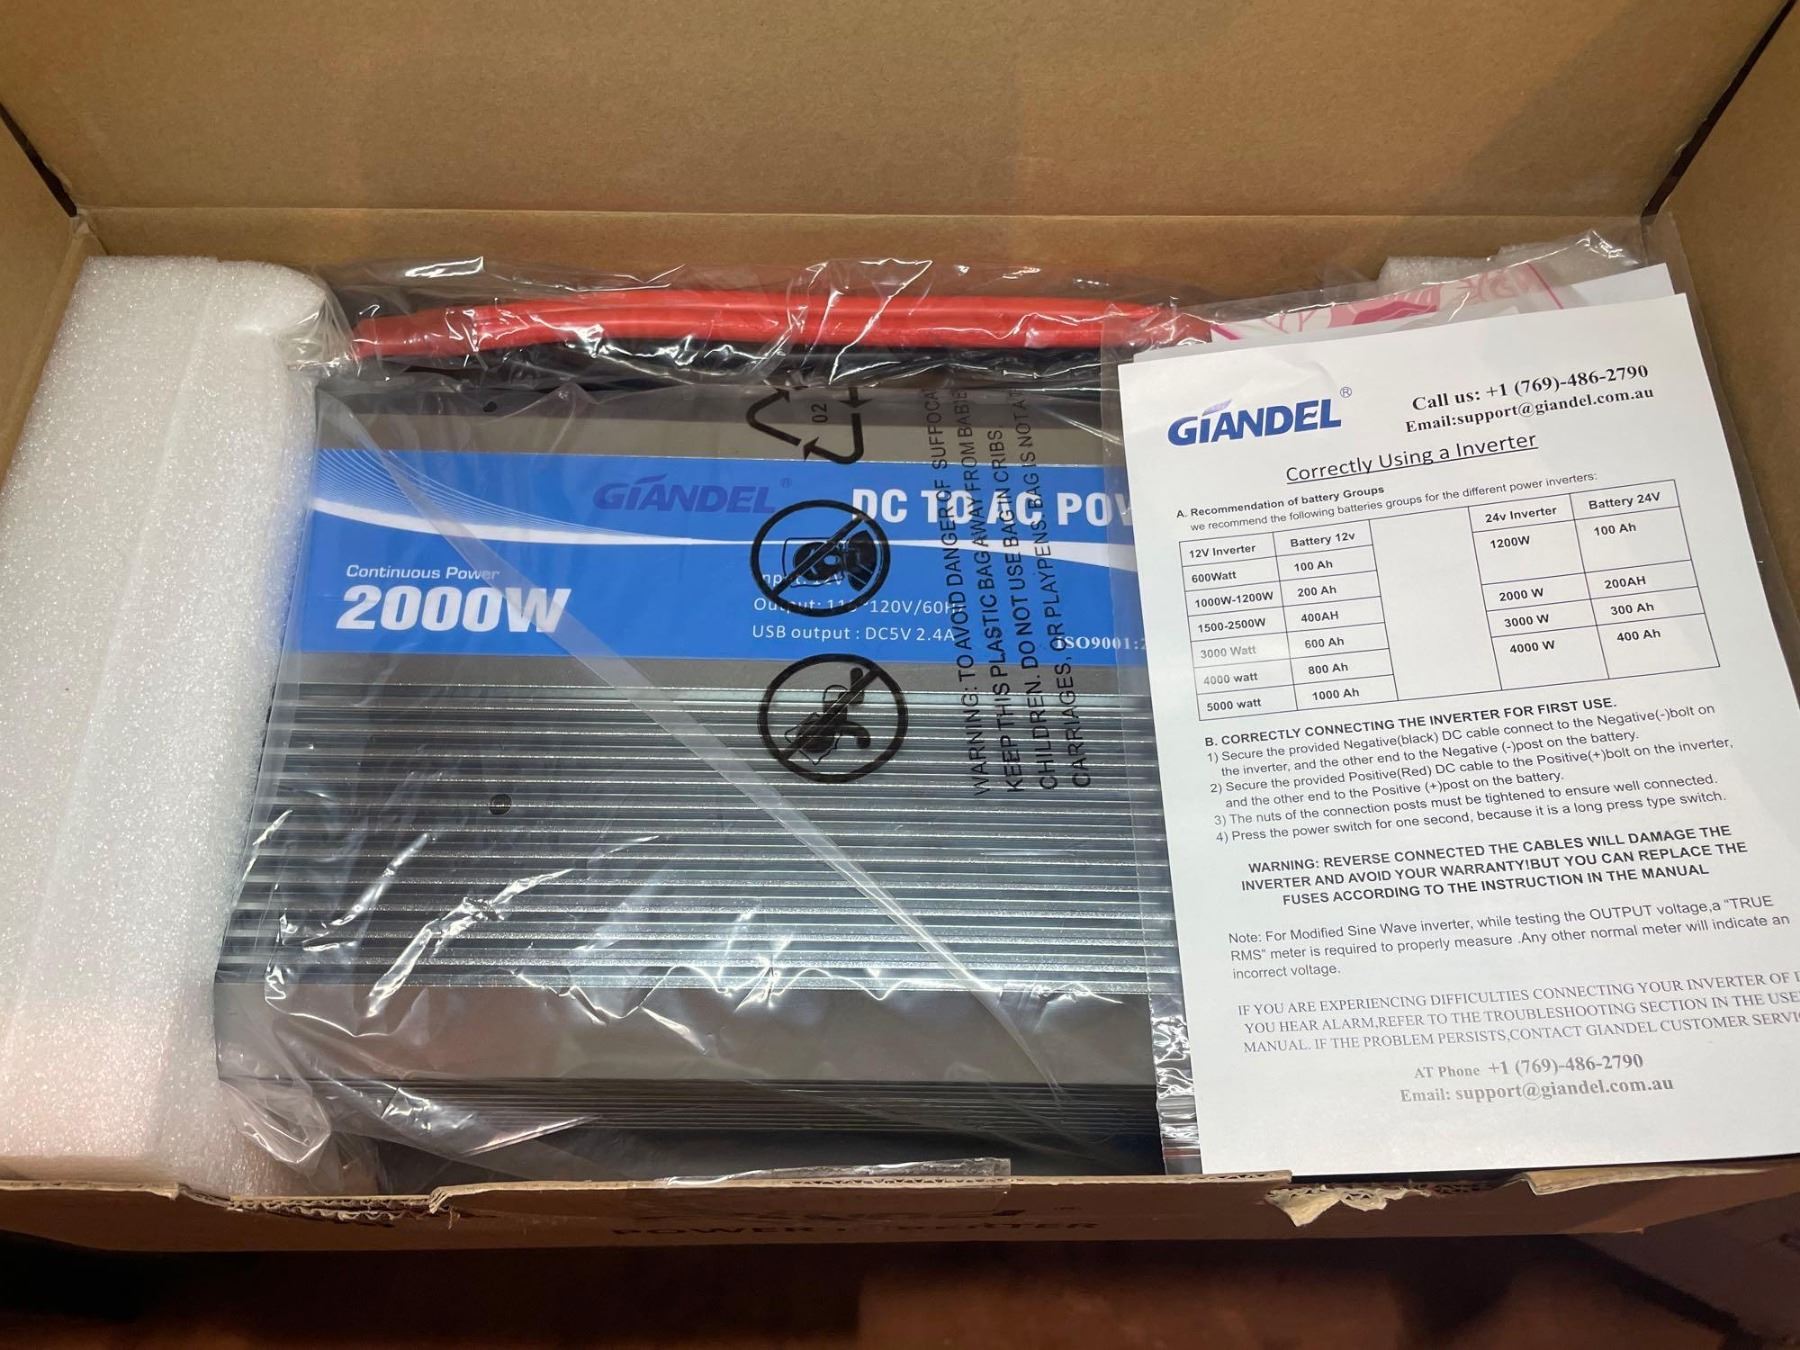 GIANDEL®
DC TO AC POW
Continuous Power
2000W
Output: 110~120V/60Hz
USB output : DC5V 2.4A
ISO9001:2
02
WARNING: TO AVOID DANGER OF SUFFOCA
KEEP THIS PLASTIC BAG AWAY FROM BABIE
CHILDREN. DO NOT USE BAG IN CRIBS,
CARRIAGES, OR PLAYPENS. BAG IS NOT A T
GIANDEL®
Call us: +1 (769)-486-2790
Email:support@giandel.com.au
Correctly Using a Inverter
A. Recommendation of battery Groups
we recommend the following batteries groups for the different power inverters:
12V Inverter Battery 12v
600Watt 100 Ah
1000W-1200W 200 Ah
1500-2500W 400AH
3000 Watt 600 Ah
4000 watt 800 Ah
5000 watt 1000 Ah
24v Inverter Battery 24V
1200W 100 Ah
2000 W 200AH
3000 W 300 Ah
4000 W 400 Ah
B. CORRECTLY CONNECTING THE INVERTER FOR FIRST USE.
1) Secure the provided Negative(black) DC cable connect to the Negative(-)bolt on
the inverter, and the other end to the Negative (-)post on the battery.
2) Secure the provided Positive(Red) DC cable to the Positive(+)bolt on the inverter,
and the other end to the Positive (+)post on the battery.
3) The nuts of the connection posts must be tightened to ensure well connected.
4) Press the power switch for one second, because it is a long press type switch.
WARNING: REVERSE CONNECTED THE CABLES WILL DAMAGE THE
INVERTER AND AVOID YOUR WARRANTY!BUT YOU CAN REPLACE THE
FUSES ACCORDING TO THE INSTRUCTION IN THE MANUAL
Note: For Modified Sine Wave inverter, while testing the OUTPUT voltage,a "TRUE
RMS" meter is required to properly measure .Any other normal meter will indicate an
incorrect voltage.
IF YOU ARE EXPERIENCING DIFFICULTIES CONNECTING YOUR INVERTER OF I
YOU HEAR ALARM,REFER TO THE TROUBLESHOOTING SECTION IN THE USE
MANUAL. IF THE PROBLEM PERSISTS,CONTACT GIANDEL CUSTOMER SERVI
AT Phone +1 (769)-486-2790
Email: support@giandel.com.au